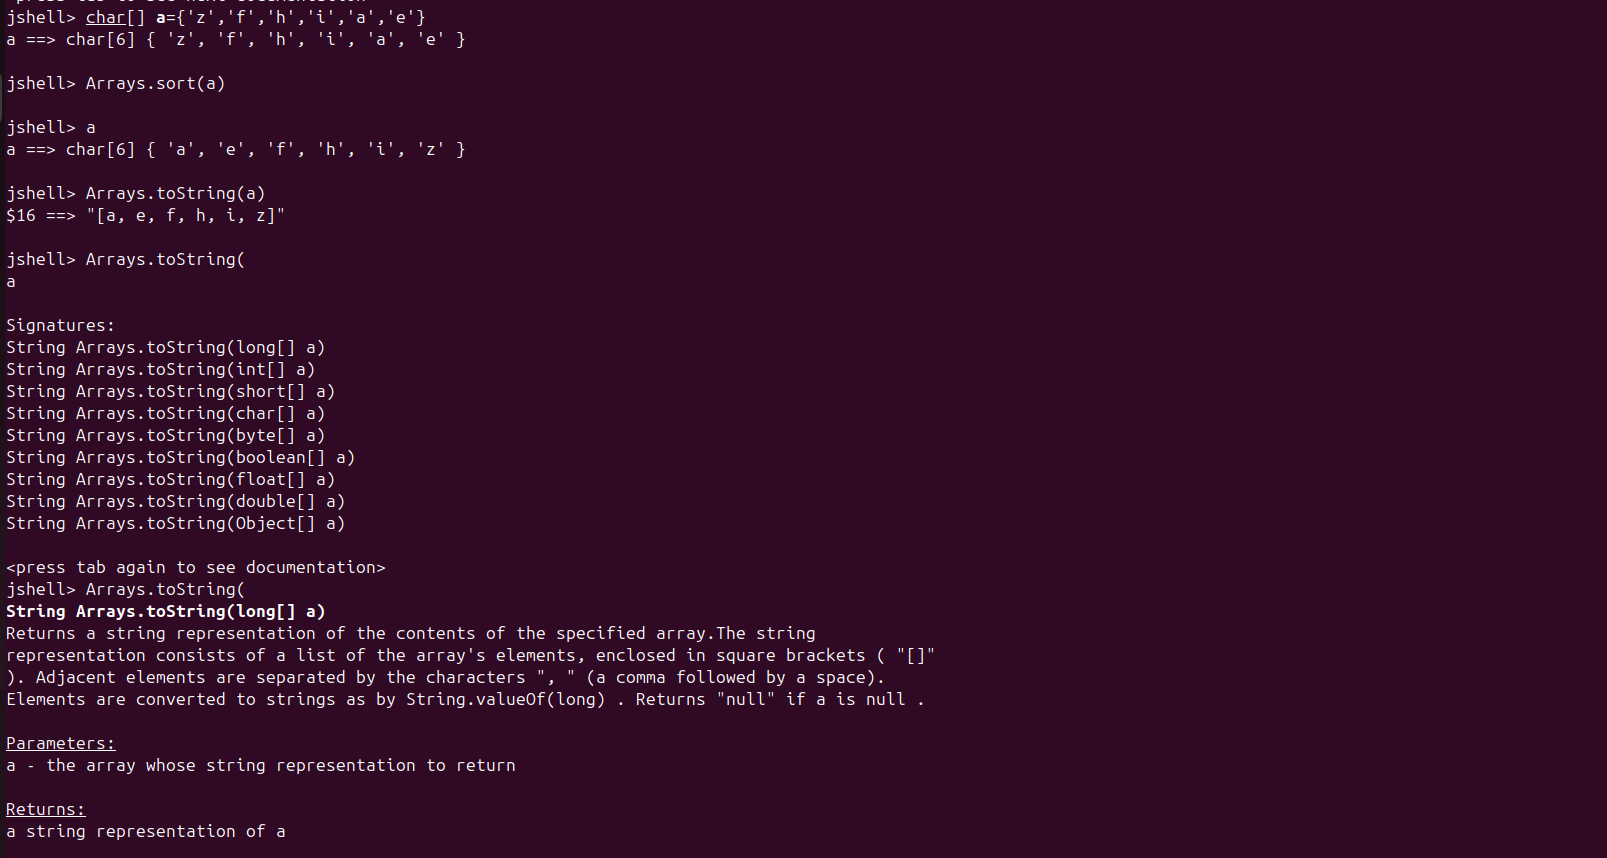 jshell> char[] a={'z','f','h','i','a','e'}
a ==> char[6] { 'z', 'f', 'h', 'i', 'a', 'e' }
jshell> Arrays.sort(a)
jshell> a
a ==> char[6] { 'a', 'e', 'f', 'h', 'i', 'z' }
jshell> Arrays.toString(a)
$16 ==> "[a, e, f, h, i, z]"
jshell> Arrays.toString(
a
Signatures:
String Arrays.toString(long[] a)
String Arrays.toString(int[] a)
String Arrays.toString(short[] a)
String Arrays.toString(char[] a)
String Arrays.toString(byte[] a)
String Arrays.toString(boolean[] a)
String Arrays.toString(float[] a)
String Arrays.toString(double[] a)
String Arrays.toString(Object[] a)
<press tab again to see documentation>
jshell> Arrays.toString(
String Arrays.toString(long[] a)
Returns a string representation of the contents of the specified array.The string
representation consists of a list of the array's elements, enclosed in square brackets ( "[]"
). Adjacent elements are separated by the characters ", " (a comma followed by a space).
Elements are converted to strings as by String.valueOf(long) . Returns "null" if a is null .
Parameters:
a - the array whose string representation to return
Returns:
a string representation of a